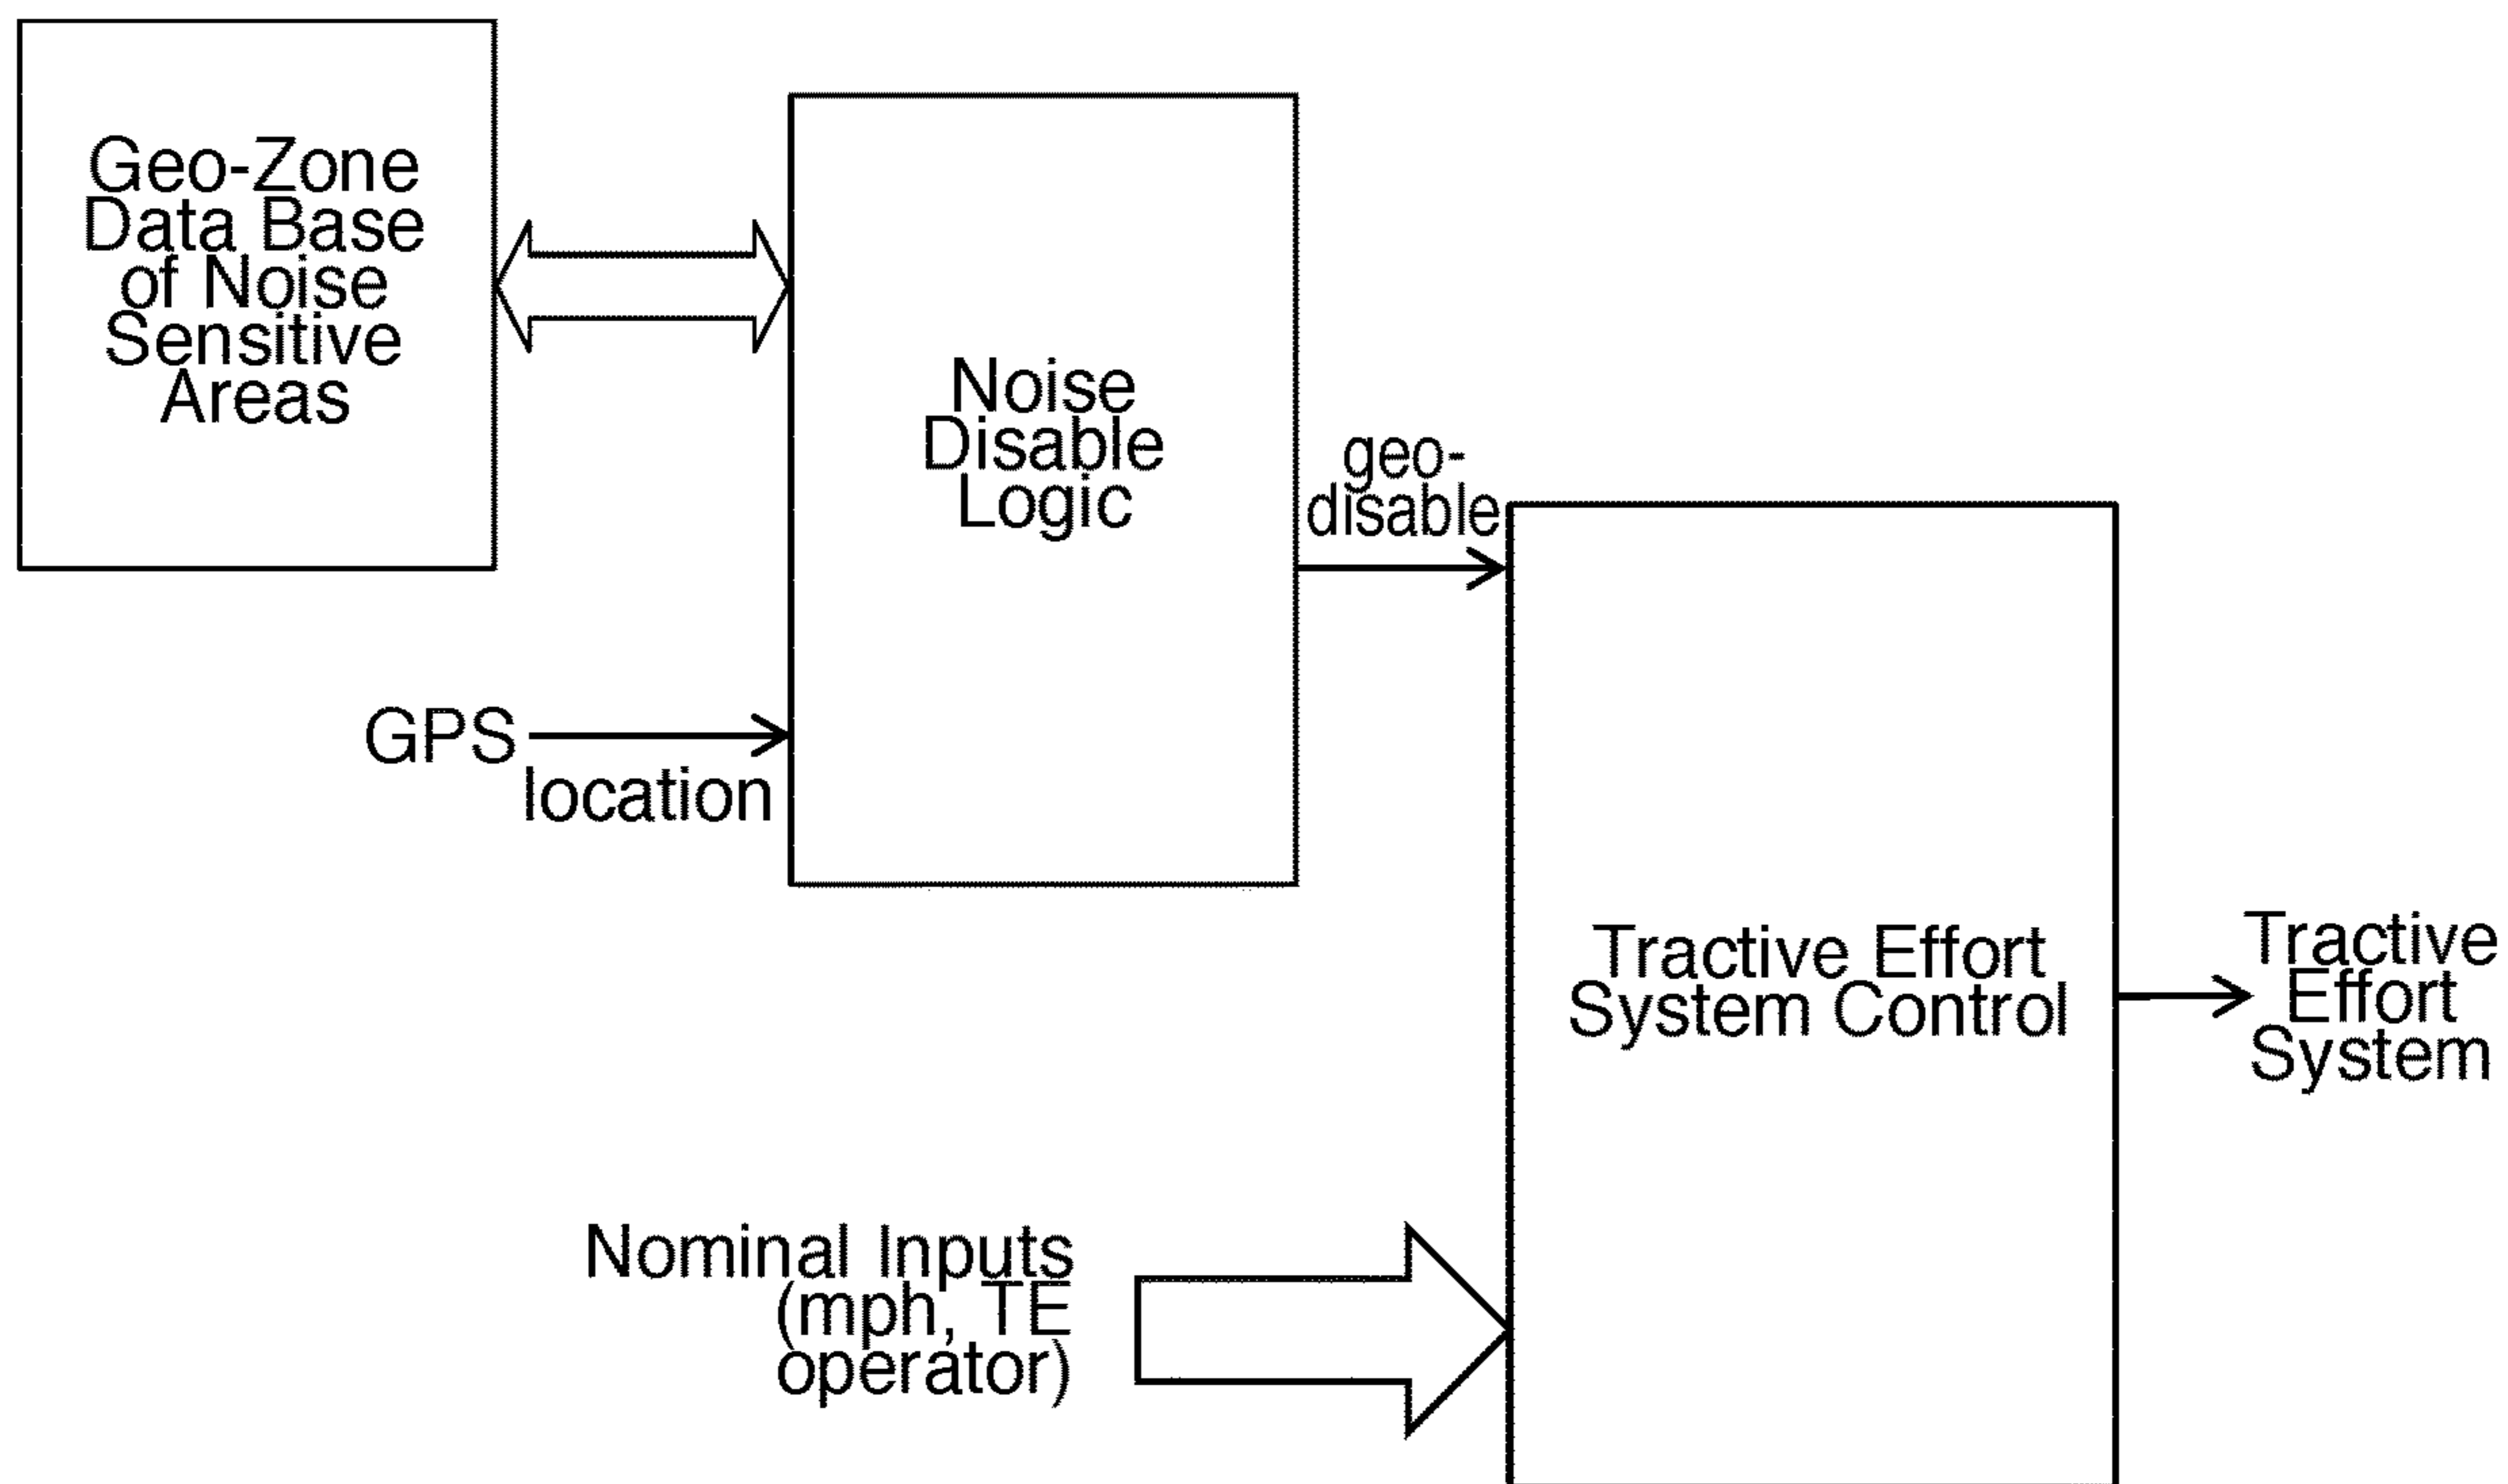 Geo-Zone
Data Base
of Noise
Sensitive
Areas
Noise
Disable
Logic
geo-
disable
GPS
location
Tractive Effort
System Control
Tractive
Effort
System
Nominal Inputs
(mph, TE
operator)